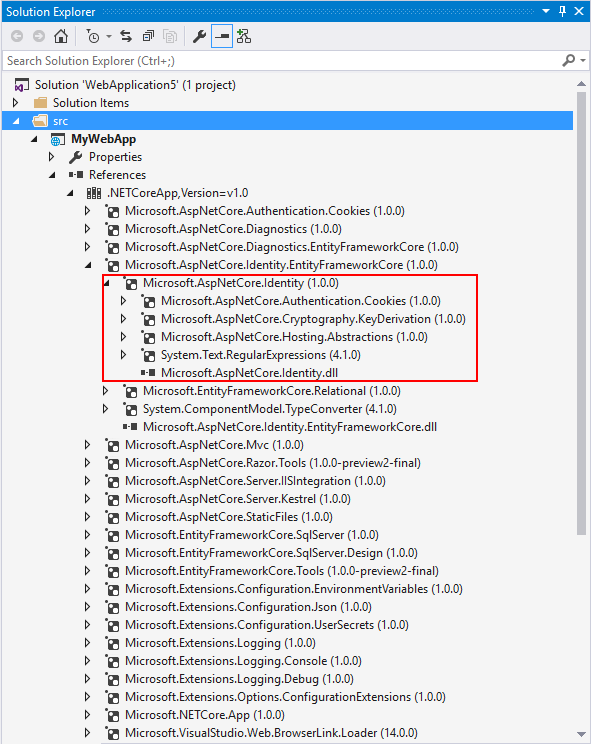 Solution Explorer
Search Solution Explorer (Ctrl+;)
Solution 'WebApplication5' (1 project)
Solution Items
src
MyWebApp
Properties
References
.NETCoreApp,Version=v1.0
Microsoft.AspNetCore.Authentication.Cookies (1.0.0)
Microsoft.AspNetCore.Diagnostics (1.0.0)
Microsoft.AspNetCore.Diagnostics.EntityFrameworkCore (1.0.0)
Microsoft.AspNetCore.Identity.EntityFrameworkCore (1.0.0)
Microsoft.AspNetCore.Identity (1.0.0)
Microsoft.AspNetCore.Authentication.Cookies (1.0.0)
Microsoft.AspNetCore.Cryptography.KeyDerivation (1.0.0)
Microsoft.AspNetCore.Hosting.Abstractions (1.0.0)
System.Text.RegularExpressions (4.1.0)
Microsoft.AspNetCore.Identity.dll
Microsoft.EntityFrameworkCore.Relational (1.0.0)
System.ComponentModel.TypeConverter (4.1.0)
Microsoft.AspNetCore.Identity.EntityFrameworkCore.dll
Microsoft.AspNetCore.Mvc (1.0.0)
Microsoft.AspNetCore.Razor.Tools (1.0.0-preview2-final)
Microsoft.AspNetCore.Server.IISIntegration (1.0.0)
Microsoft.AspNetCore.Server.Kestrel (1.0.0)
Microsoft.AspNetCore.StaticFiles (1.0.0)
Microsoft.EntityFrameworkCore.SqlServer (1.0.0)
Microsoft.EntityFrameworkCore.SqlServer.Design (1.0.0)
Microsoft.EntityFrameworkCore.Tools (1.0.0-preview2-final)
Microsoft.Extensions.Configuration.EnvironmentVariables (1.0.0)
Microsoft.Extensions.Configuration.Json (1.0.0)
Microsoft.Extensions.Configuration.UserSecrets (1.0.0)
Microsoft.Extensions.Logging (1.0.0)
Microsoft.Extensions.Logging.Console (1.0.0)
Microsoft.Extensions.Logging.Debug (1.0.0)
Microsoft.Extensions.Options.ConfigurationExtensions (1.0.0)
Microsoft.NETCore.App (1.0.0)
Microsoft.VisualStudio.Web.BrowserLink.Loader (14.0.0)